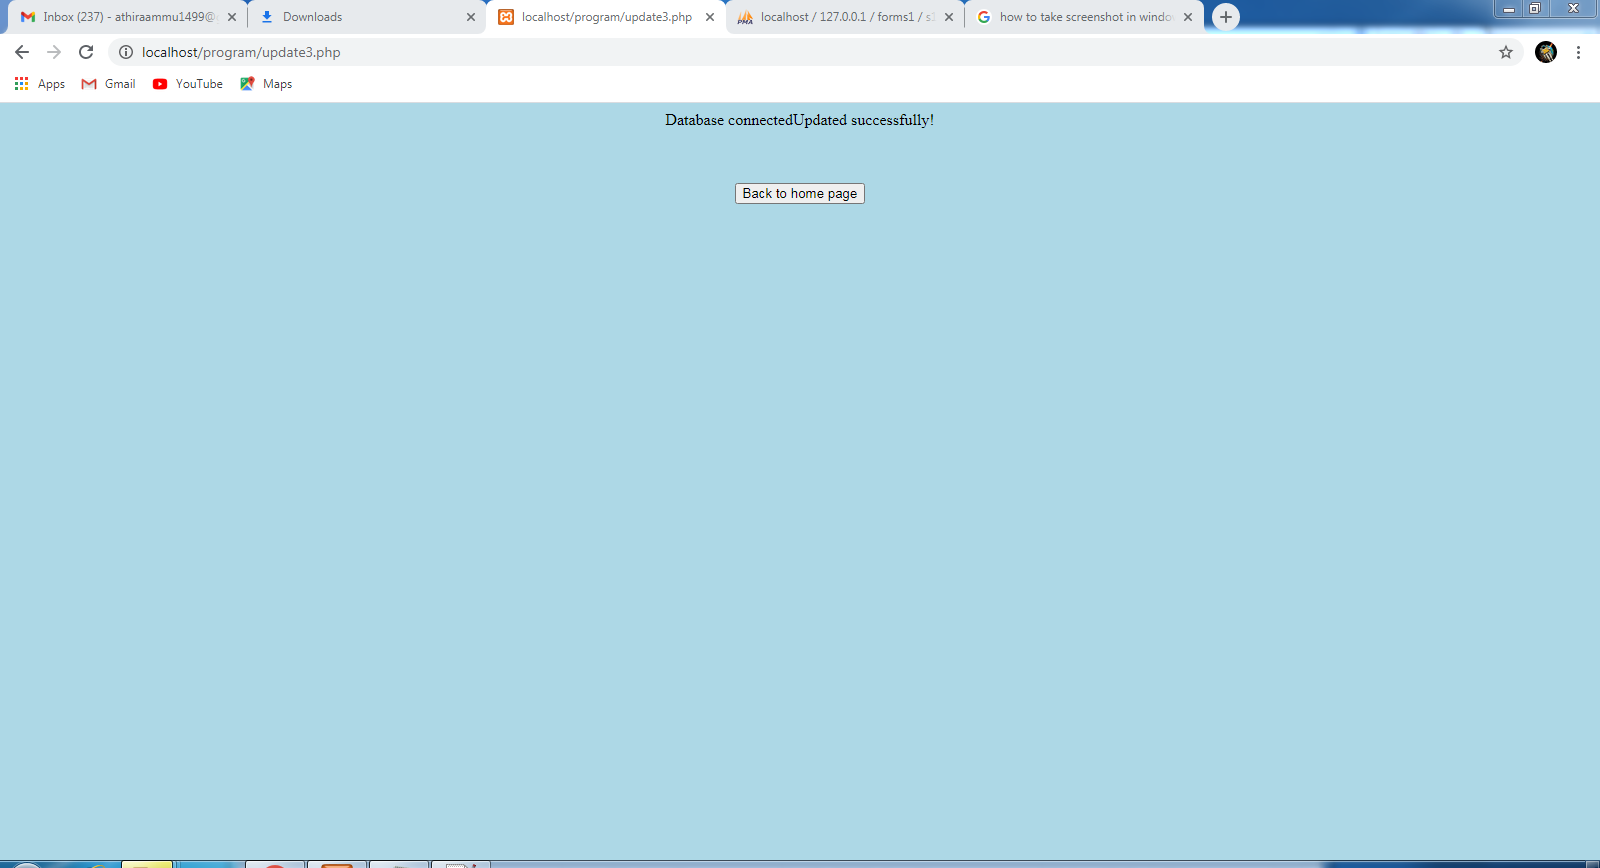 Inbox (237) - athiraammu1499@
Downloads
localhost/program/update3.php
localhost / 127.0.0.1 / forms1 / s1
how to take screenshot in windo
localhost/program/update3.php
Apps
Gmail
YouTube
Maps
Database connectedUpdated successfully!
Back to home page